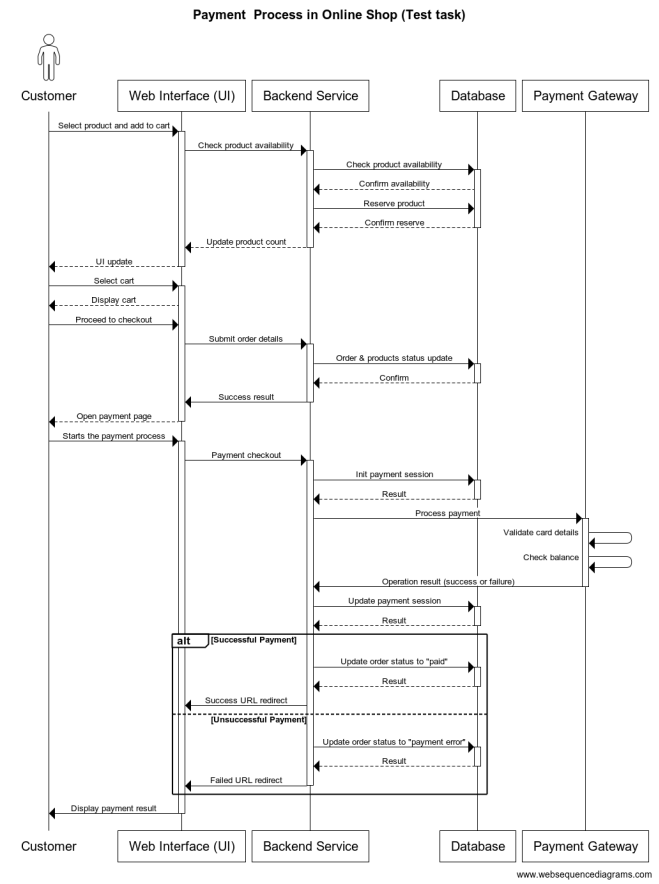 Payment  Process in Online Shop (Test task)
Customer
Web Interface (UI)
Backend Service
Database
Payment Gateway
Select product and add to cart
Check product availability
Check product availability
Confirm availability
Reserve product
Confirm reserve
Update product count
UI update
Select cart
Display cart
Proceed to checkout
Submit order details
Order & products status update
Confirm
Success result
Open payment page
Starts the payment process
Payment checkout
Init payment session
Result
Process payment
Validate card details
Check balance
Operation result (success or failure)
Update payment session
Result
alt
[Successful Payment]
Update order status to "paid"
Result
Success URL redirect
[Unsuccessful Payment]
Update order status to "payment error"
Result
Failed URL redirect
Display payment result
Customer
Web Interface (UI)
Backend Service
Database
Payment Gateway
www.websequencediagrams.com